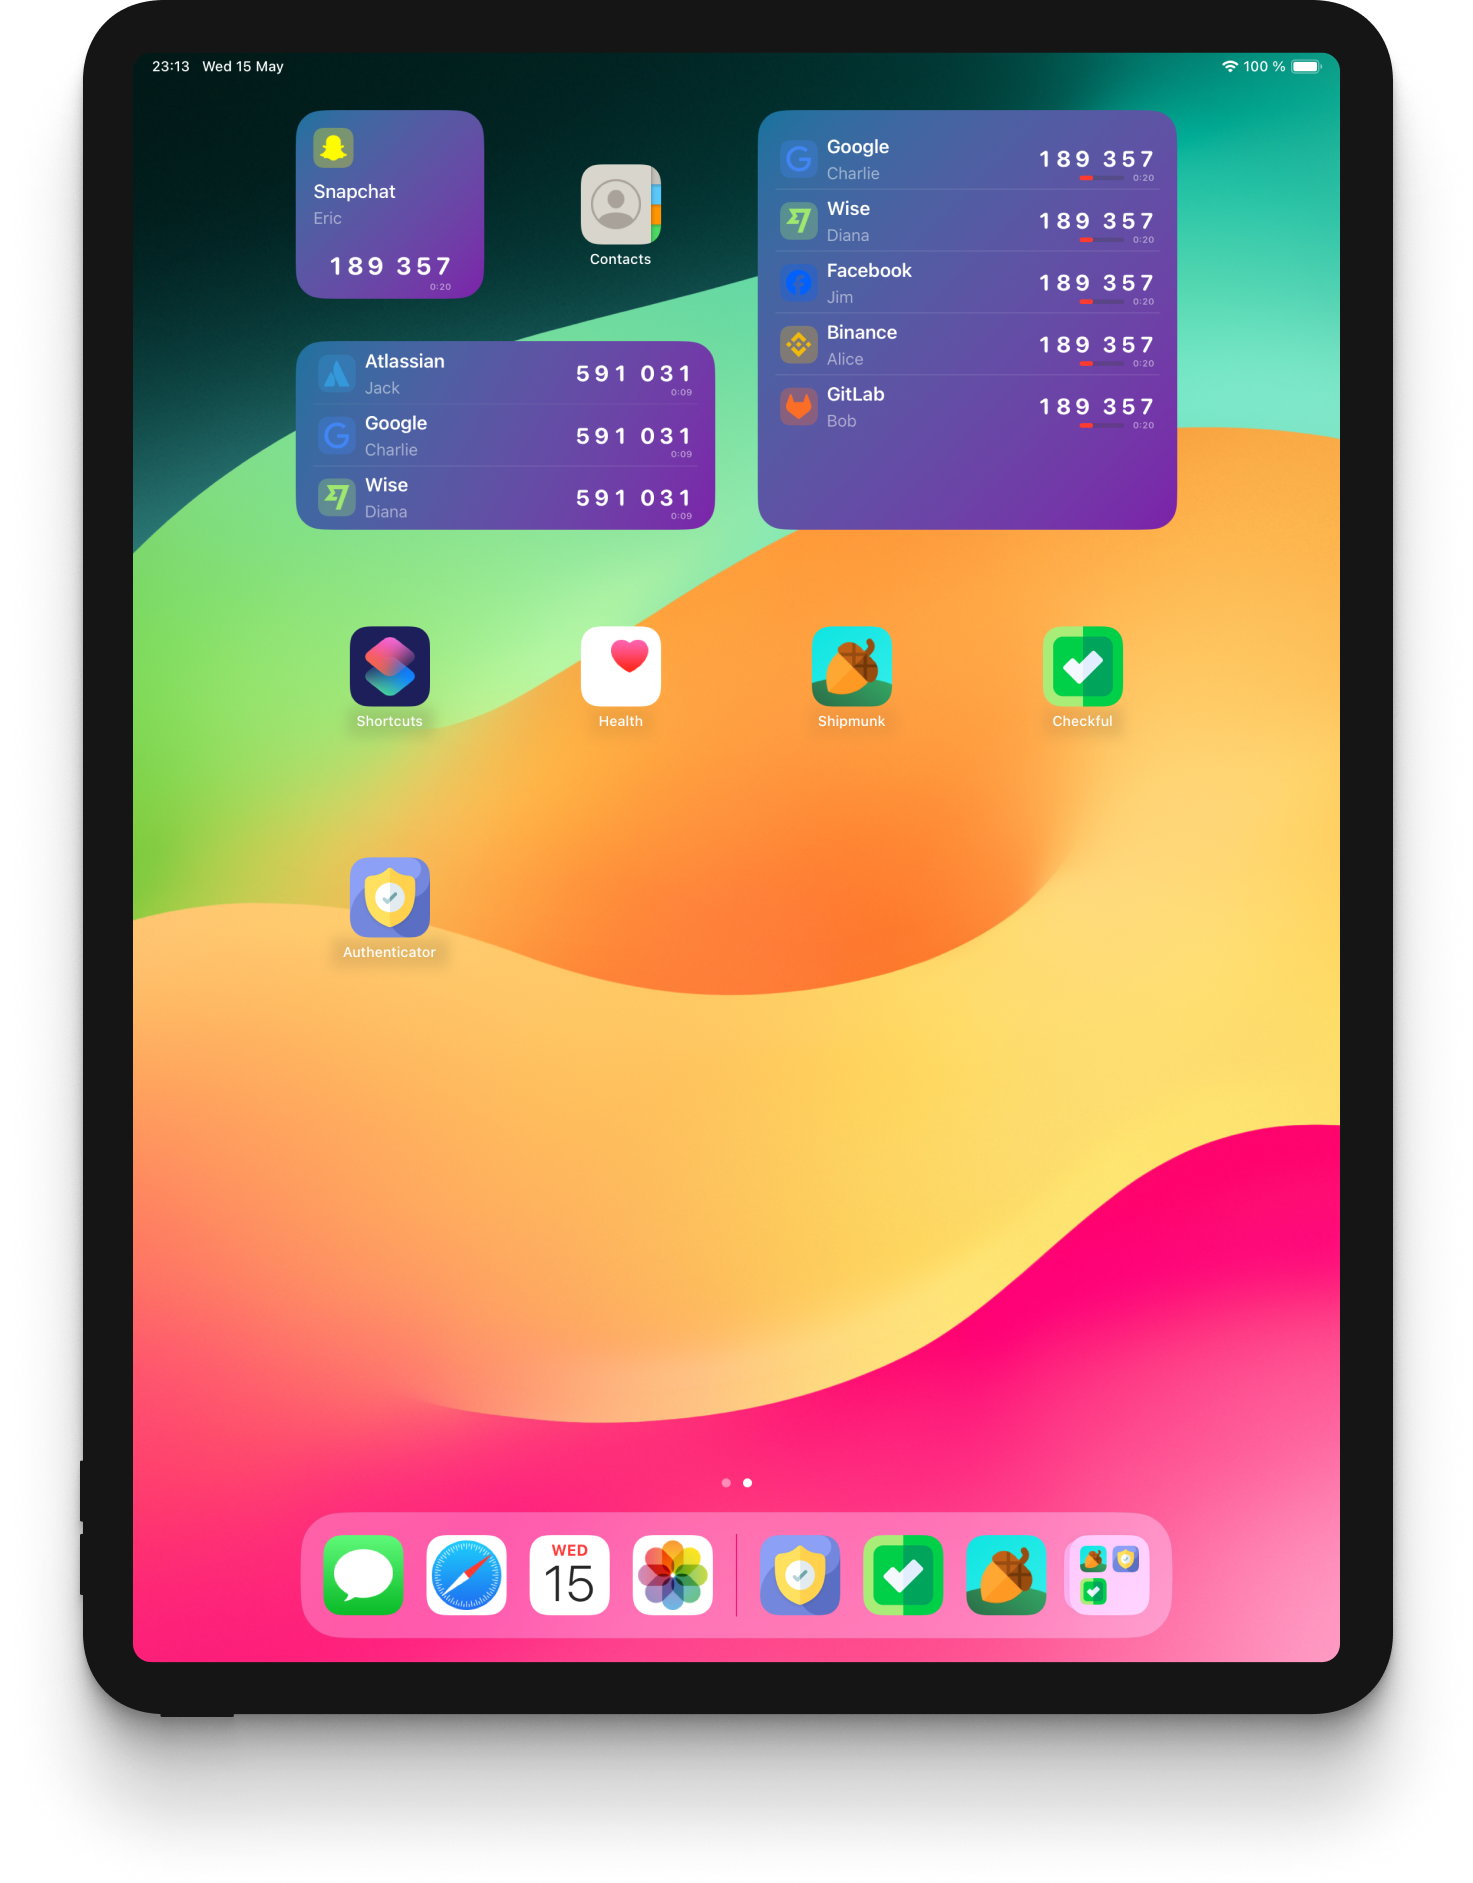 23:13 Wed 15 May
100 %
Snapchat
Eric
189 357
0:20
Contacts
Google
Charlie
189 357
0:20
Wise
Diana
189 357
0:20
Facebook
Jim
189 357
0:20
Binance
Alice
189 357
0:20
GitLab
Bob
189 357
0:20
Atlassian
Jack
591 031
0:09
Google
Charlie
591 031
0:09
Wise
Diana
591 031
0:09
Shortcuts
Health
Shipmunk
Checkful
Authenticator
WED
15